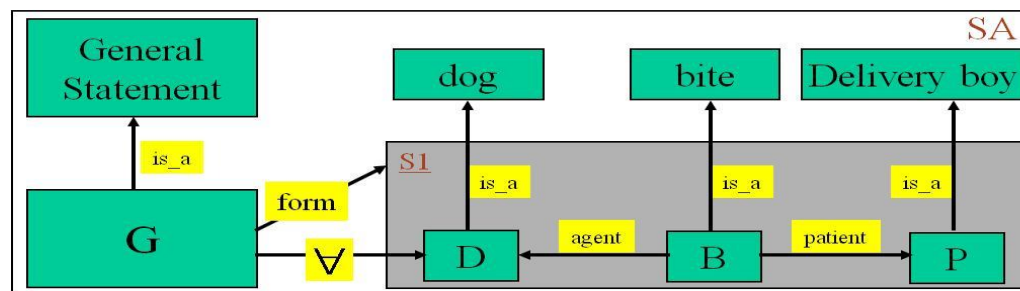 SA
General
Statement
dog
bite
Delivery boy
is_a
S1
is_a
is_a
is_a
form
G
∀
D
agent
B
patient
P